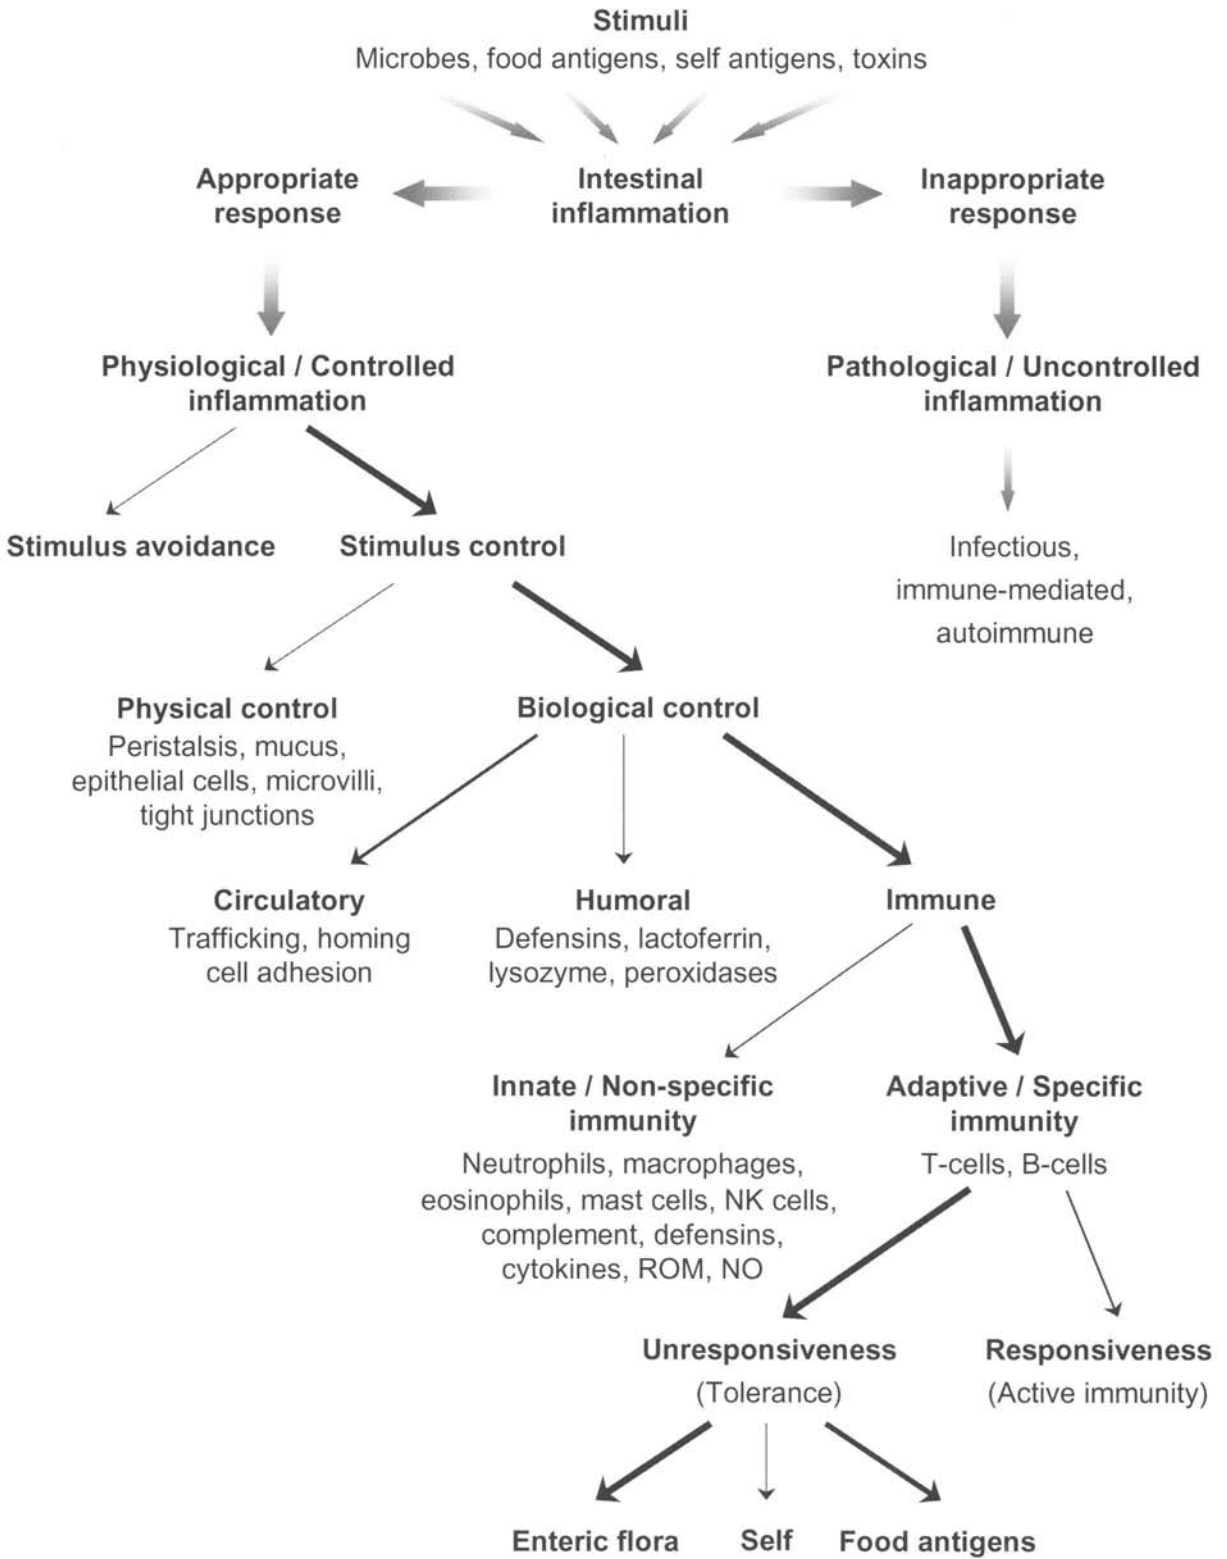 Stimuli
Microbes, food antigens, self antigens, toxins
Appropriate
response
Intestinal
inflammation
Inappropriate
response
Physiological / Controlled
inflammation
Pathological / Uncontrolled
inflammation
Stimulus avoidance
Stimulus control
Infectious,
immune-mediated,
autoimmune
Physical control
Peristalsis, mucus,
epithelial cells, microvilli,
tight junctions
Biological control
Circulatory
Trafficking, homing
cell adhesion
Humoral
Defensins, lactoferrin,
lysozyme, peroxidases
Immune
Innate / Non-specific
immunity
Neutrophils, macrophages,
eosinophils, mast cells, NK cells,
complement, defensins,
cytokines, ROM, NO
Adaptive / Specific
immunity
T-cells, B-cells
Unresponsiveness
(Tolerance)
Responsiveness
(Active immunity)
Enteric flora
Self
Food antigens